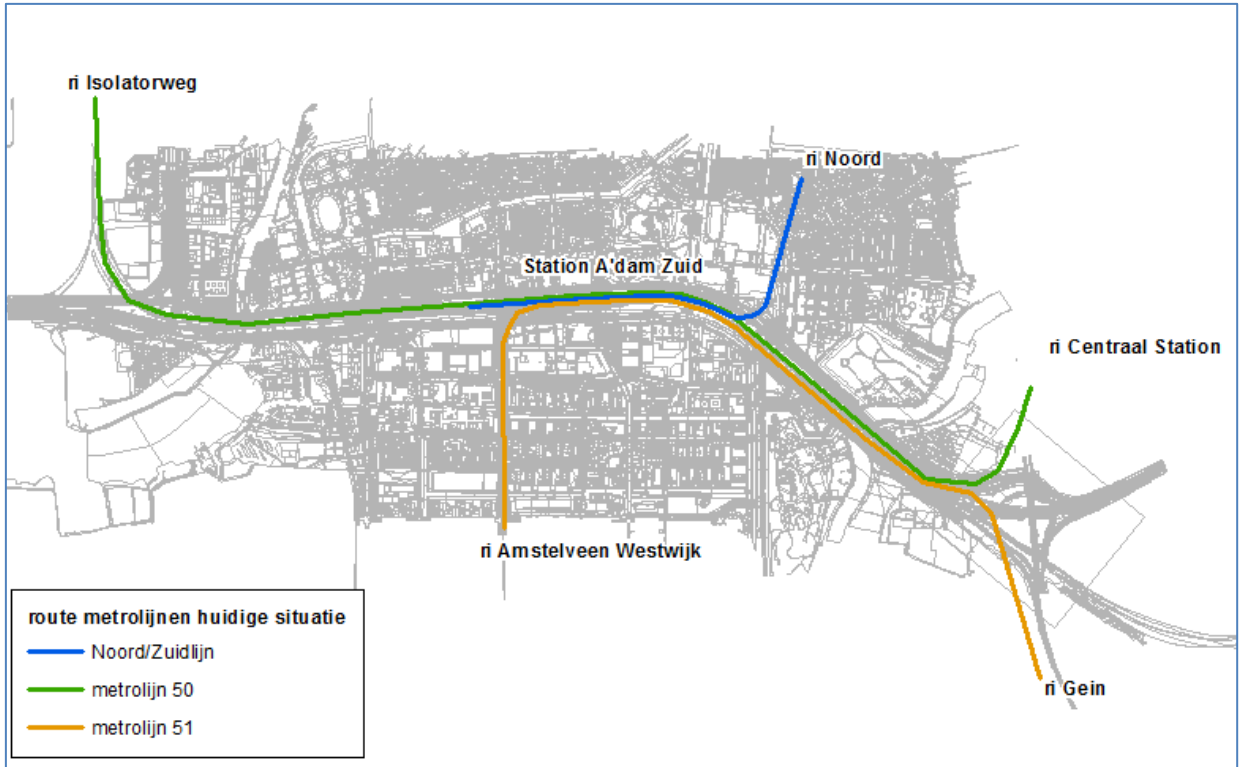 ri Isolatorweg
ri Noord
Station A'dam Zuid
ri Centraal Station
ri Amstelveen Westwijk
route metrolijnen huidige situatie
Noord/Zuidlijn
metrolijn 50
metrolijn 51
ri Gein